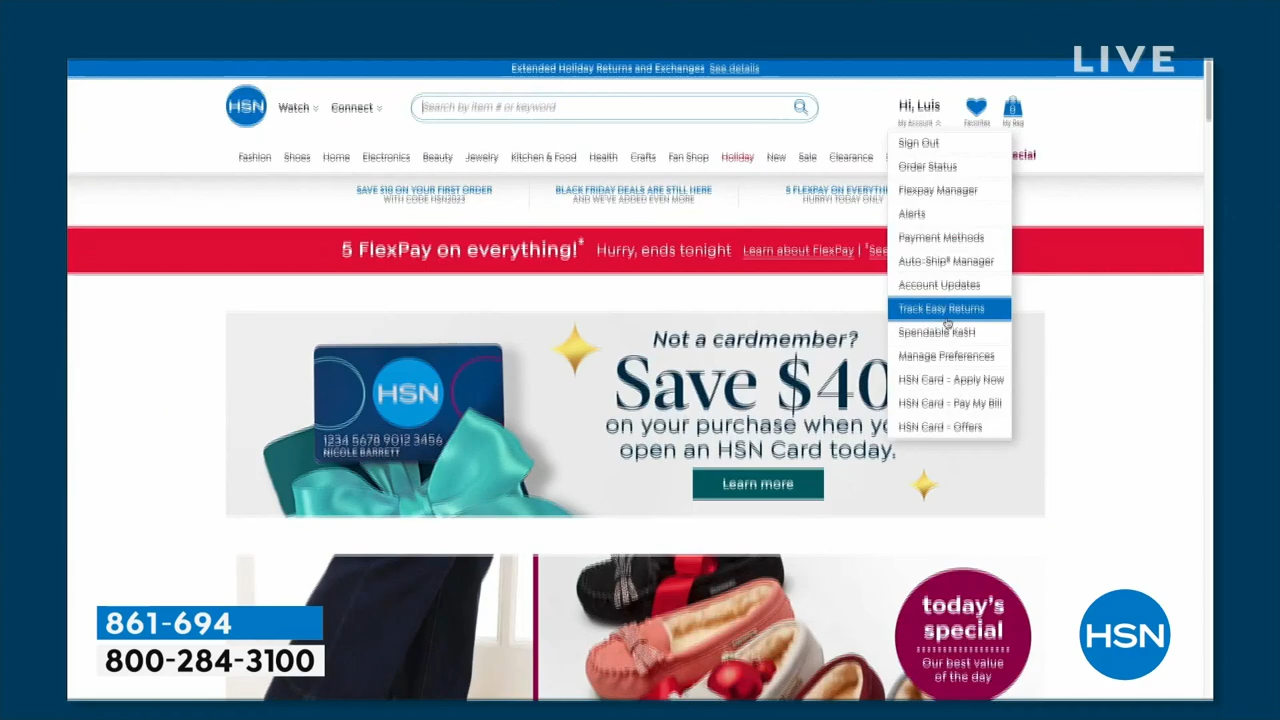 LIVE
Extended Holiday Returns and Exchanges See details
HSN
Watch
Connect
Search by item # or keyword
Hi, Luis
My Account
Favorites
My Bag
Fashion Shoes Home Electronics Beauty Jewelry Kitchen & Food Health Crafts Fan Shop Holiday New Sale Clearance
SAVE $10 ON YOUR FIRST ORDER
WITH CODE HSN2023
BLACK FRIDAY DEALS ARE STILL HERE
AND WE'VE ADDED EVEN MORE
5 FLEXPAY ON
HURRY! TODAY ONLY
5 FlexPay on everything!* Hurry, ends tonight Learn about FlexPay |
Sign Out
Order Status
Flexpay Manager
Alerts
Payment Methods
Auto-Ship® Manager
Account Updates
Track Easy Returns
Spendable Ka$H
Manage Preferences
HSN Card - Apply Now
HSN Card - Pay My Bill
HSN Card - Offers
Not a cardmember?
Save $40
on your purchase when
open an HSN Card today.
Learn more
HSN
1234 5678 9012 3456
NICOLE BARRETT
today's
special
Our best value
of the day
861-694
800-284-3100
HSN